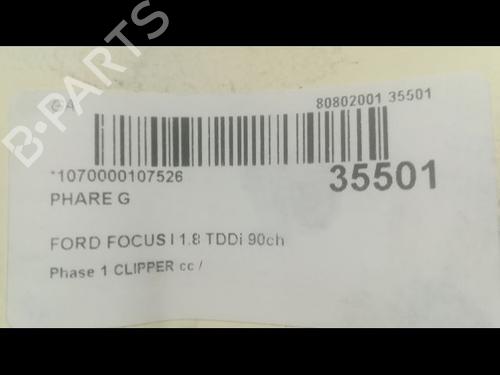 B-PARTS
80802001 35501
*1070000107526
35501
PHARE G
FORD FOCUS I 1.8 TDDi 90ch
Phase 1 CLIPPER cc /